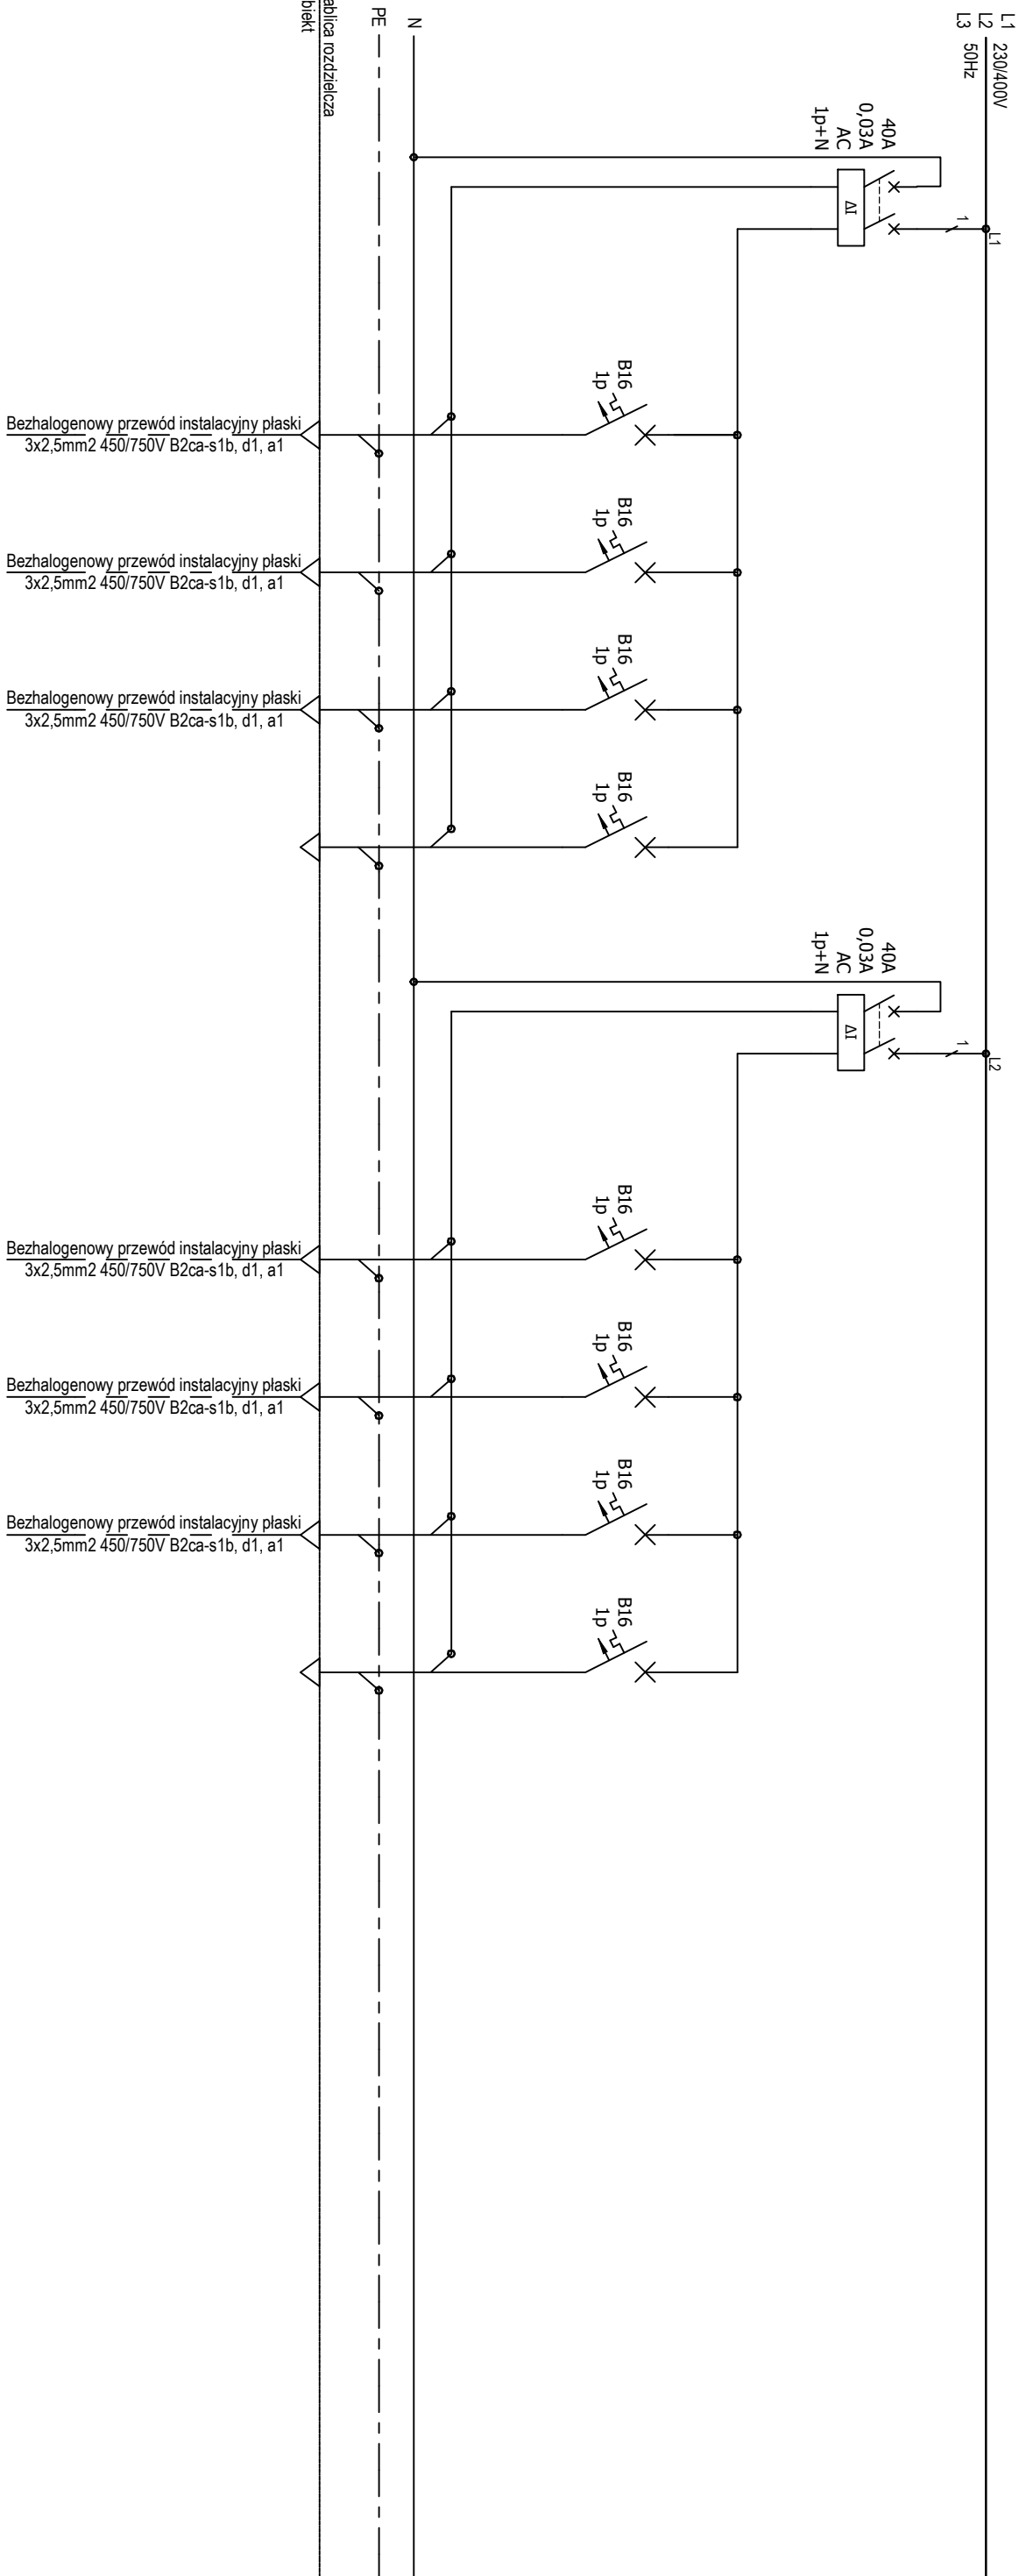 L1
L2
L3
230/400V
50Hz
40A
0,03A
AC
1p+N
ΔI
1
L1
B16
1p
B16
1p
B16
1p
B16
1p
40A
0,03A
AC
1p+N
ΔI
1
L2
B16
1p
B16
1p
B16
1p
B16
1p
N
PE
ablica rozdzielcza
biekt
Bezhalogenowy przewód instalacyjny płaski
3x2,5mm2 450/750V B2ca-s1b, d1, a1
Bezhalogenowy przewód instalacyjny płaski
3x2,5mm2 450/750V B2ca-s1b, d1, a1
Bezhalogenowy przewód instalacyjny płaski
3x2,5mm2 450/750V B2ca-s1b, d1, a1
Bezhalogenowy przewód instalacyjny płaski
3x2,5mm2 450/750V B2ca-s1b, d1, a1
Bezhalogenowy przewód instalacyjny płaski
3x2,5mm2 450/750V B2ca-s1b, d1, a1
Bezhalogenowy przewód instalacyjny płaski
3x2,5mm2 450/750V B2ca-s1b, d1, a1